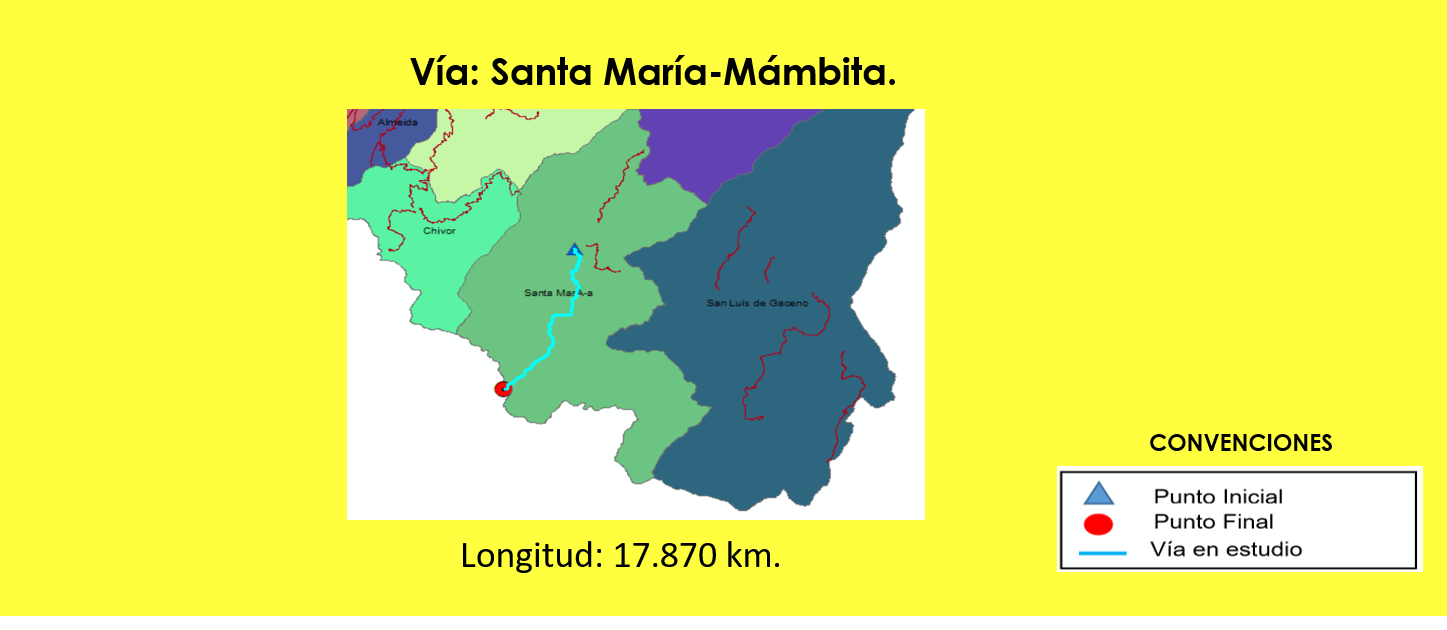 Vía: Santa María-Mámbita.
Almeida
Chivor
Santa MarÃ-a
San Luis de Gaceno
Longitud: 17.870 km.
CONVENCIONES
Punto Inicial
Punto Final
Vía en estudio